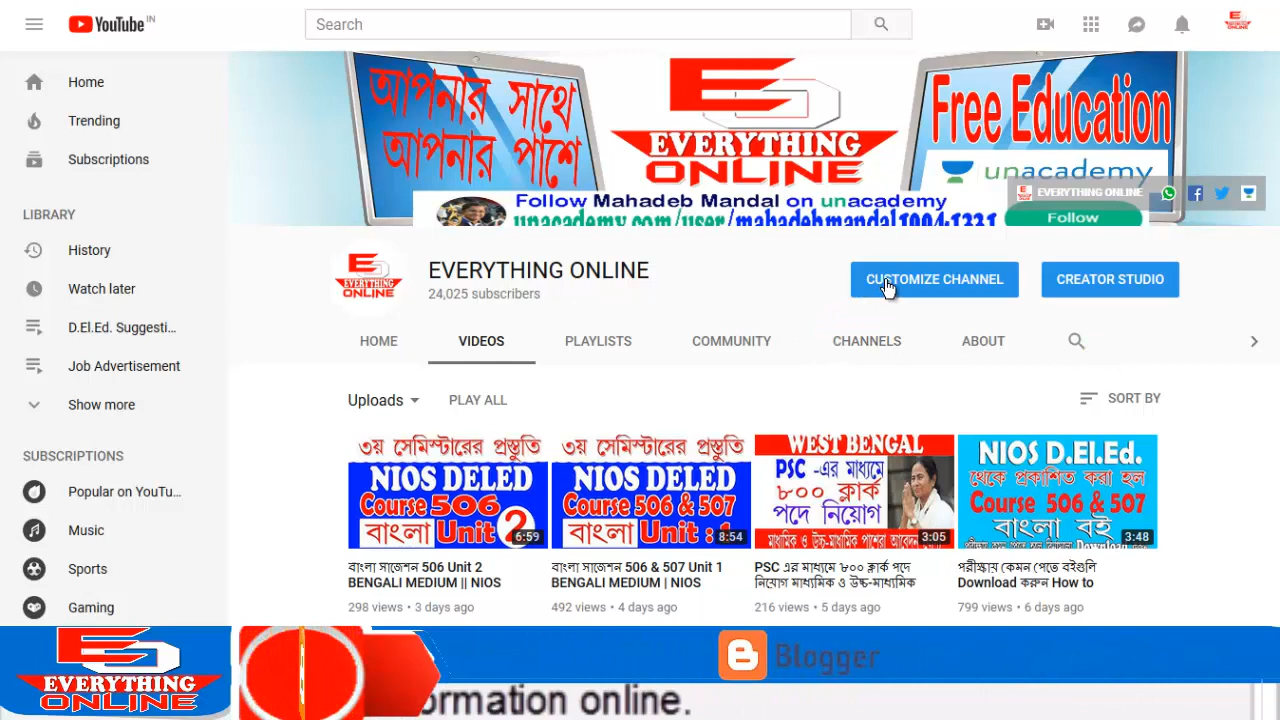 YouTube IN
Search
Home
Trending
Subscriptions
LIBRARY
History
Watch later
D.El.Ed. Suggesti...
Job Advertisement
Show more
SUBSCRIPTIONS
Popular on YouTu...
Music
Sports
Gaming
আপনার সাথে
আপনার পাশে
EVERYTHING
ONLINE
Free Education
unacademy
Follow Mahadeb Mandal on unacademy
EVERYTHING ONLINE
Follow
EVERYTHING
ONLINE
EVERYTHING ONLINE
24,025 subscribers
CUSTOMIZE CHANNEL
CREATOR STUDIO
HOME
VIDEOS
PLAYLISTS
COMMUNITY
CHANNELS
ABOUT
Uploads
PLAY ALL
SORT BY
৩য় সেমিস্টারের প্রস্তুতি
NIOS DELED
Course 506
বাংলা Unit 2
6:59
বাংলা সাজেশন 506 Unit 2
BENGALI MEDIUM || NIOS
298 views • 3 days ago
৩য় সেমিস্টারের প্রস্তুতি
NIOS DELED
Course 506 & 507
বাংলা Unit : 1
8:54
বাংলা সাজেশন 506 & 507 Unit 1
BENGALI MEDIUM | NIOS
492 views • 4 days ago
WEST BENGAL
PSC -এর মাধ্যমে
৮০০ ক্লার্ক
পদে নিয়োগ
মাধ্যমিক ও উচ্চ-মাধ্যমিক পাশের আবেদন
3:05
PSC এর মাধ্যমে ৮০০ ক্লার্ক পদে
নিয়োগ মাধ্যমিক ও উচ্চ-মাধ্যমিক
216 views • 5 days ago
NIOS D.El.Ed.
থেকে প্রকাশিত করা হল
Course 506 & 507
বাংলা বই
3:48
পরীক্ষায় কেমন পেতে বইগুলি
Download করুন How to
799 views • 6 days ago
EVERYTHING
ONLINE
Blogger
ormation online.